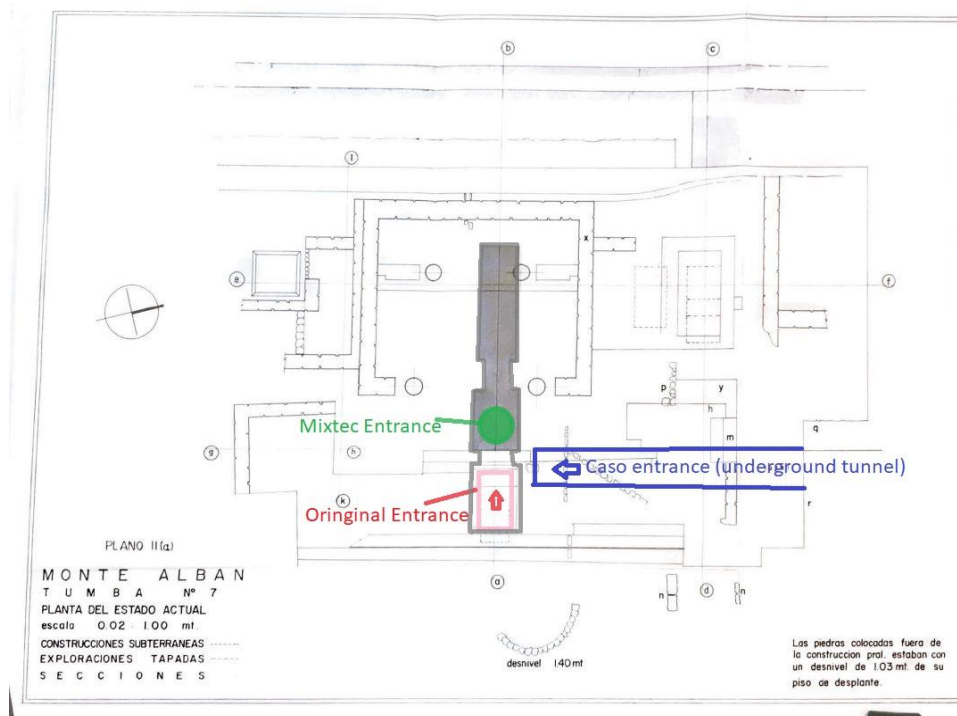 b
c
l
x
e
f
p
y
h
Mixtec Entrance
m
q
g
h
Caso entrance (underground tunnel)
k
Oringinal Entrance
r
PLANO II(a)
a
d
n
n
MONTE ALBAN
TUMBA Nº 7
PLANTA DEL ESTADO ACTUAL
escala 0.02 : 1.00 mt.
CONSTRUCCIONES SUBTERRANEAS
EXPLORACIONES TAPADAS
SECCIONES
desnivel 1.40 mt
Las piedras colocadas fuera de
la construccion pral. estaban con
un desnivel de 1.03 mt. de su
piso de desplante.